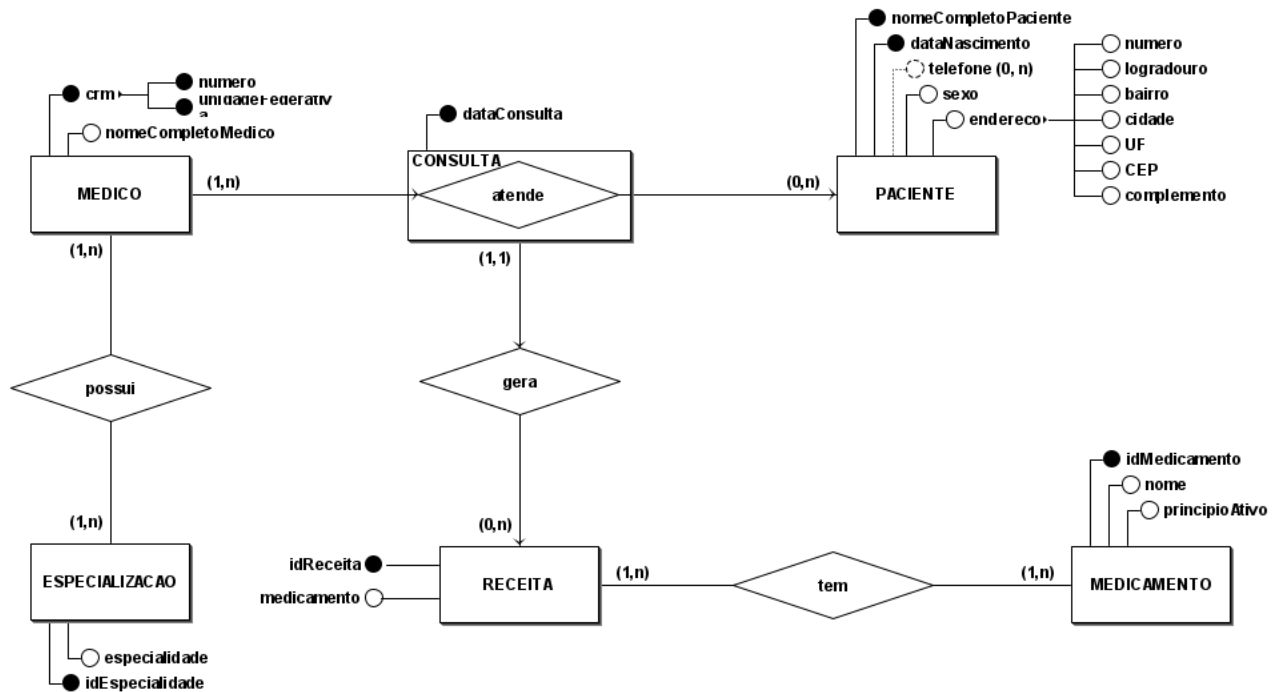 nomeCompletoPaciente
dataNascimento
telefone (0, n)
sexo
endereco
numero
logradouro
bairro
cidade
UF
CEP
complemento
crm
numero
unidadeFederativ
a
nomeCompletoMedico
dataConsulta
CONSULTA
MEDICO
(1,n)
atende
(0,n)
PACIENTE
(1,n)
(1,1)
possui
gera
(1,n)
(0,n)
idMedicamento
nome
principioAtivo
ESPECIALIZACAO
idReceita
medicamento
RECEITA
(1,n)
tem
(1,n)
MEDICAMENTO
especialidade
idEspecialidade